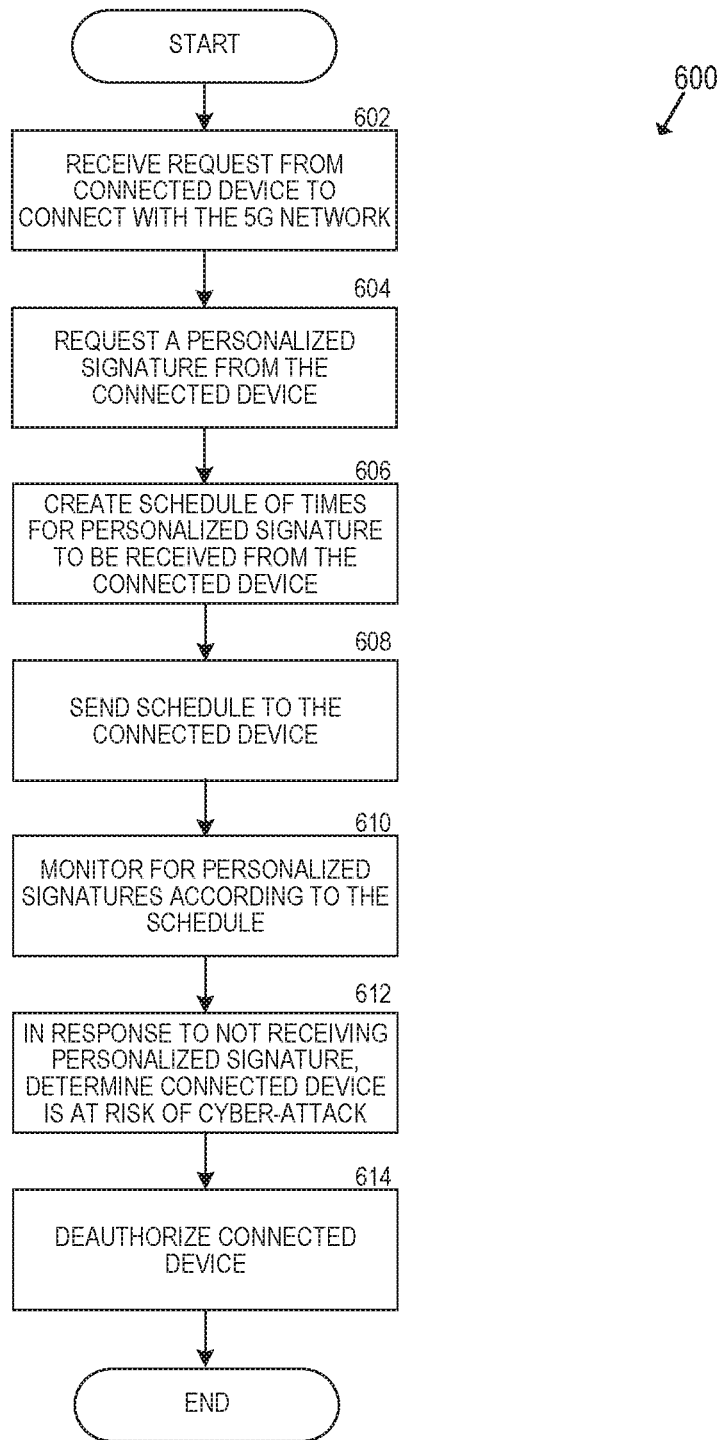 START
600
602
RECEIVE REQUEST FROM
CONNECTED DEVICE TO
CONNECT WITH THE 5G NETWORK
604
REQUEST A PERSONALIZED
SIGNATURE FROM THE
CONNECTED DEVICE
606
CREATE SCHEDULE OF TIMES
FOR PERSONALIZED SIGNATURE
TO BE RECEIVED FROM THE
CONNECTED DEVICE
608
SEND SCHEDULE TO THE
CONNECTED DEVICE
610
MONITOR FOR PERSONALIZED
SIGNATURES ACCORDING TO THE
SCHEDULE
612
IN RESPONSE TO NOT RECEIVING
PERSONALIZED SIGNATURE,
DETERMINE CONNECTED DEVICE
IS AT RISK OF CYBER-ATTACK
614
DEAUTHORIZE CONNECTED
DEVICE
END